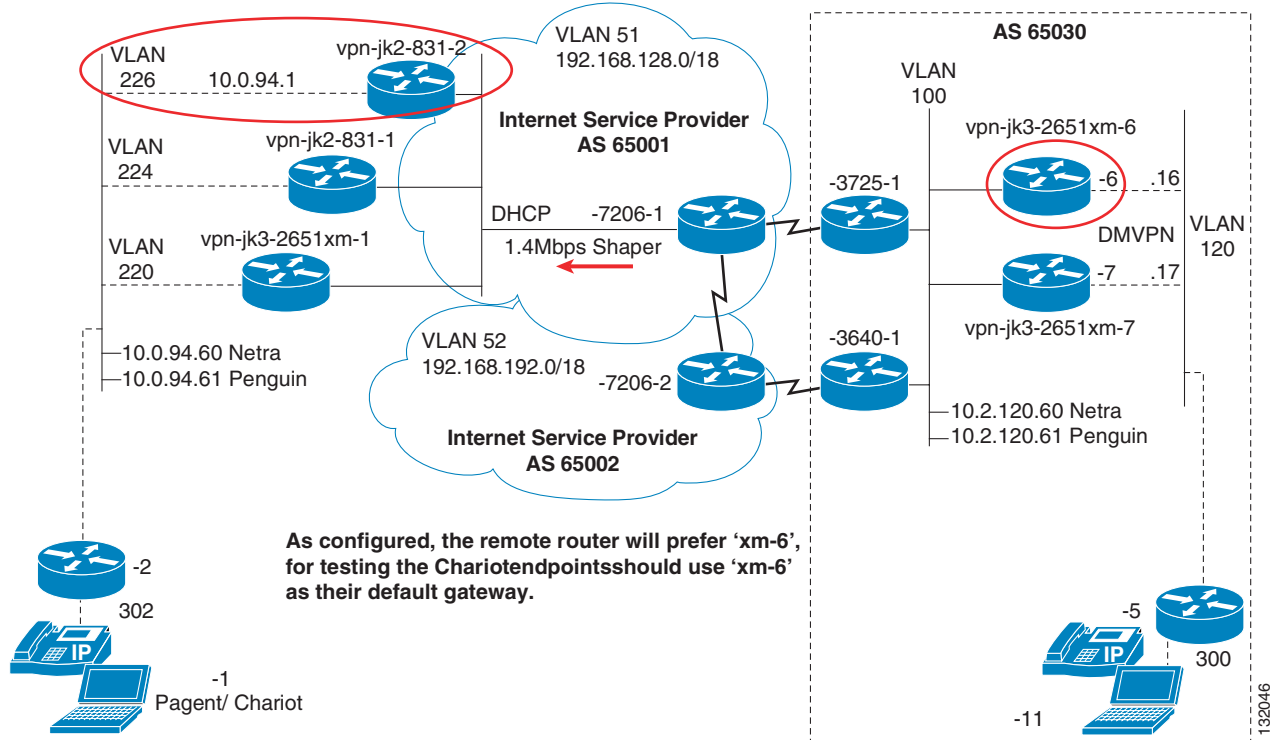 VLAN
226
10.0.94.1
vpn-jk2-831-2
VLAN 51
192.168.128.0/18
Internet Service Provider
AS 65001
VLAN
224
vpn-jk2-831-1
VLAN
220
vpn-jk3-2651xm-1
DHCP
-7206-1
1.4Mbps Shaper
10.0.94.60 Netra
10.0.94.61 Penguin
VLAN 52
192.168.192.0/18
-7206-2
Internet Service Provider
AS 65002
AS 65030
VLAN
100
vpn-jk3-2651xm-6
-3725-1
-6
.16
DMVPN
VLAN
120
-7
.17
vpn-jk3-2651xm-7
-3640-1
10.2.120.60 Netra
10.2.120.61 Penguin
As configured, the remote router will prefer ‘xm-6’,
for testing the Chariotendpointsshould use ‘xm-6’
as their default gateway.
-2
302
IP
-1
Pagent/ Chariot
-5
IP
300
-11
132046